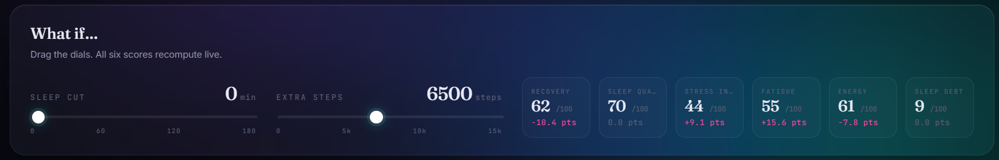 What if...
Drag the dials. All six scores recompute live.
SLEEP CUT
0 min
0 60 120 180
EXTRA STEPS
6500 steps
0 5k 10k 15k
RECOVERY
62 /100
-10.4 pts
SLEEP QUA…
70 /100
0.0 pts
STRESS IN…
44 /100
+9.1 pts
FATIGUE
55 /100
+15.6 pts
ENERGY
61 /100
-7.8 pts
SLEEP DEBT
9 /100
0.0 pts